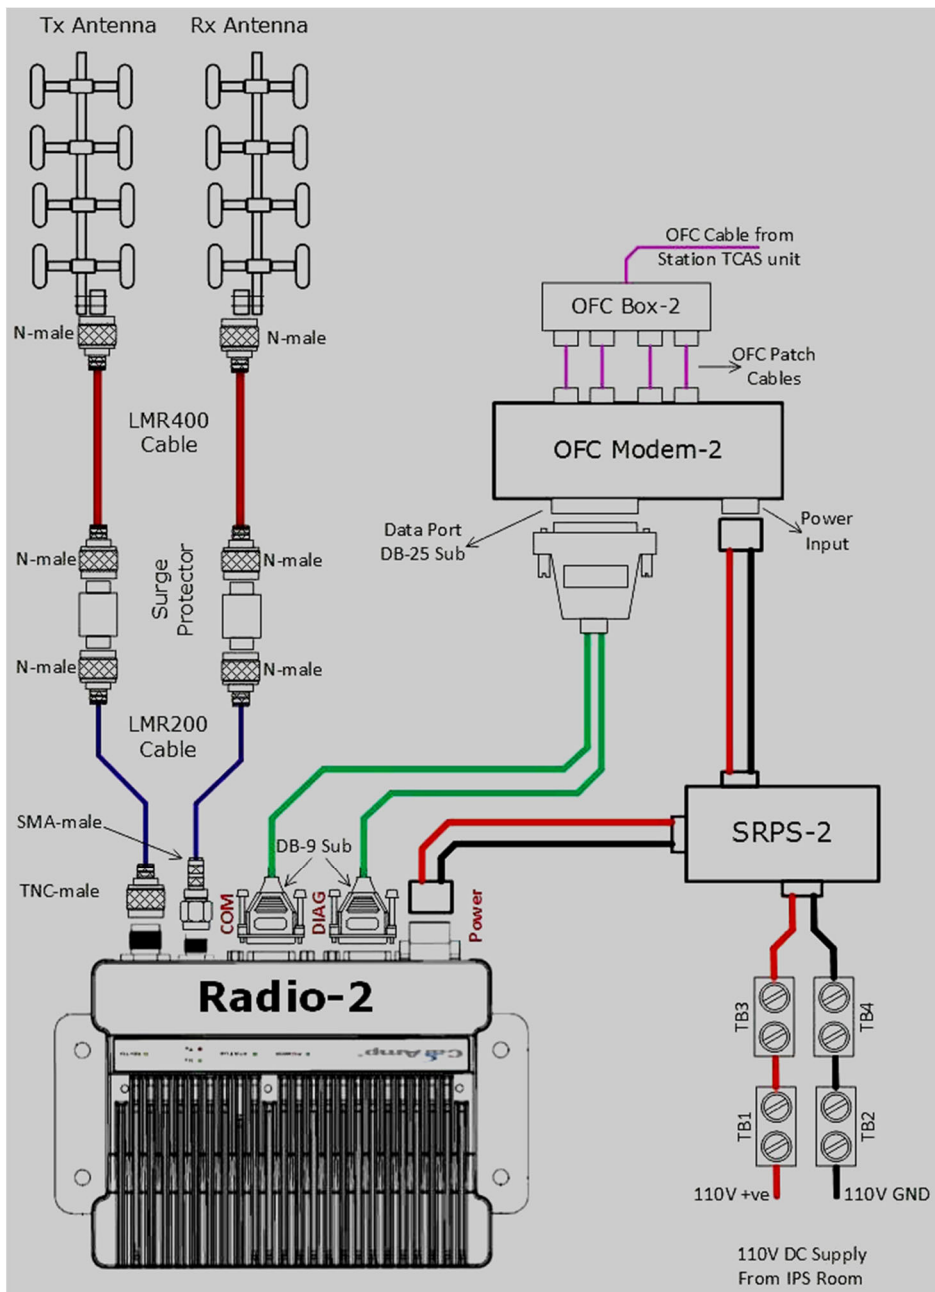 Tx Antenna
Rx Antenna
OFC Cable from
Station TCAS unit
OFC Box-2
N-male
N-male
OFC Patch
Cables
LMR400
Cable
OFC Modem-2
Data Port
DB-25 Sub
Power
Input
N-male
Surge
Protector
N-male
N-male
N-male
LMR200
Cable
SMA-male
DB-9 Sub
SRPS-2
TNC-male
COM
DIAG
Power
Radio-2
CalAmp
TB3
TB4
TB1
TB2
110V +ve
110V GND
110V DC Supply
From IPS Room